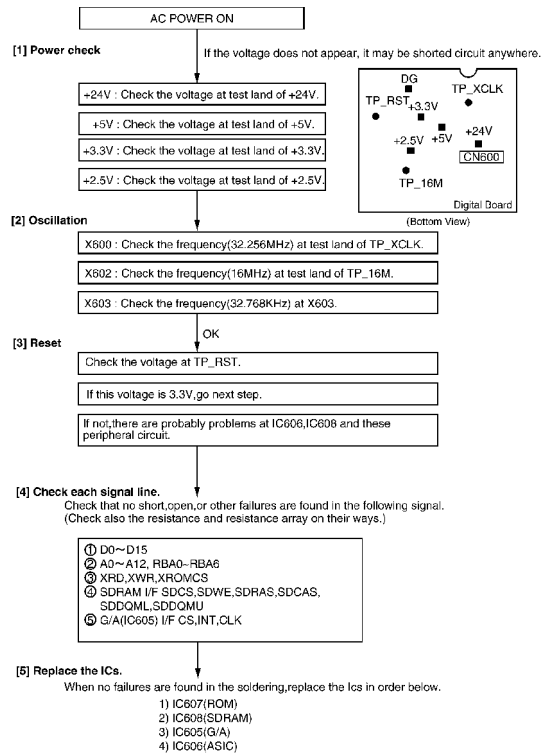 AC POWER ON
[1] Power check
If the voltage does not appear, it may be shorted circuit anywhere.
+24V : Check the voltage at test land of +24V.
+5V : Check the voltage at test land of +5V.
+3.3V : Check the voltage at test land of +3.3V.
+2.5V : Check the voltage at test land of +2.5V.
DG
TP_XCLK
TP_RST
+3.3V
+2.5V
+5V
+24V
CN600
TP_16M
Digital Board
(Bottom View)
[2] Oscillation
X600 : Check the frequency(32.256MHz) at test land of TP_XCLK.
X602 : Check the frequency(16MHz) at test land of TP_16M.
X603 : Check the frequency(32.768KHz) at X603.
OK
[3] Reset
Check the voltage at TP_RST.
If this voltage is 3.3V,go next step.
If not,there are probably problems at IC606,IC608 and these
peripheral circuit.
[4] Check each signal line.
Check that no short,open,or other failures are found in the following signal.
(Check also the resistance and resistance array on their ways.)
① D0~D15
② A0~A12, RBA0~RBA6
③ XRD,XWR,XROMCS
④ SDRAM I/F SDCS,SDWE,SDRAS,SDCAS,
SDDQML,SDDQMU
⑤ G/A(IC605) I/F CS,INT,CLK
[5] Replace the ICs.
When no failures are found in the soldering,replace the Ics in order below.
1) IC607(ROM)
2) IC608(SDRAM)
3) IC605(G/A)
4) IC606(ASIC)